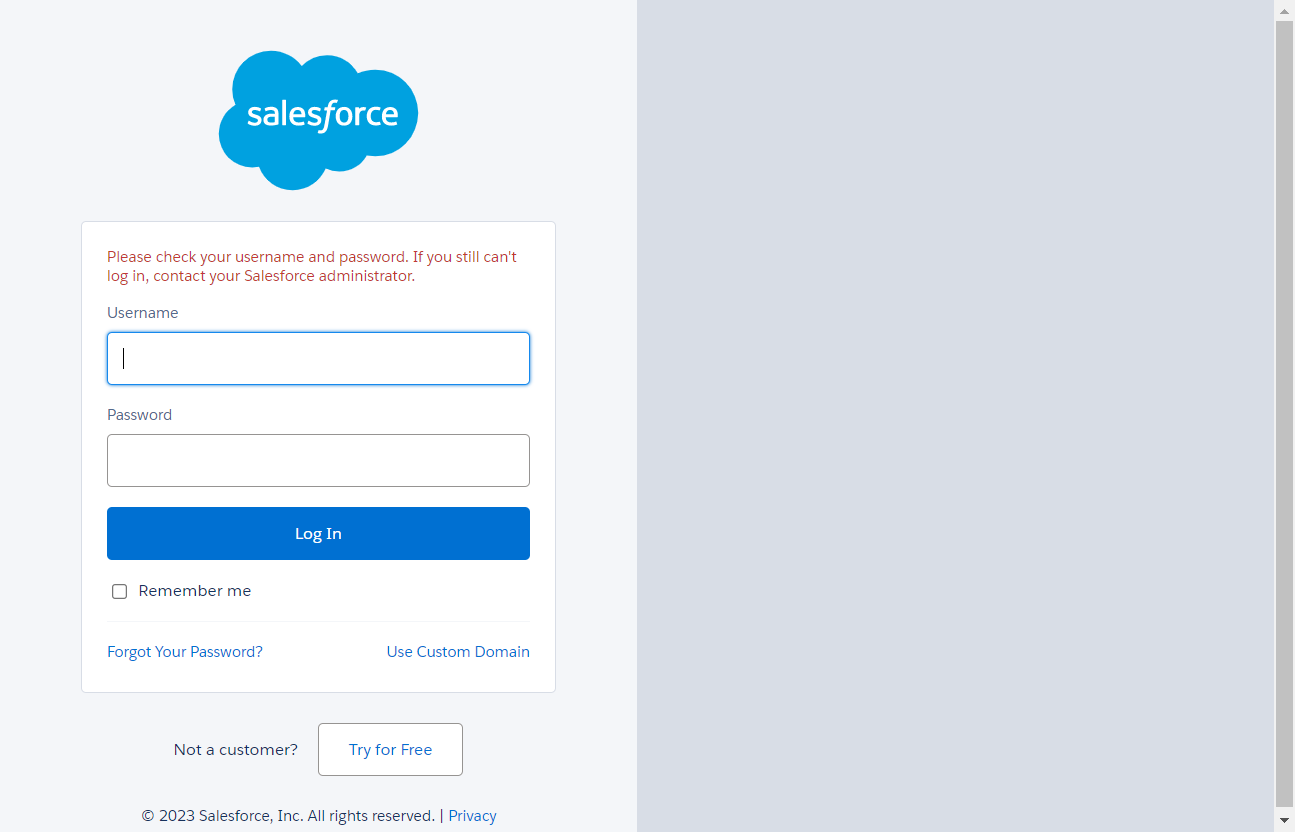 salesforce
Please check your username and password. If you still can't
log in, contact your Salesforce administrator.
Username
Password
Log In
Remember me
Forgot Your Password?
Use Custom Domain
Not a customer?
Try for Free
© 2023 Salesforce, Inc. All rights reserved. | Privacy